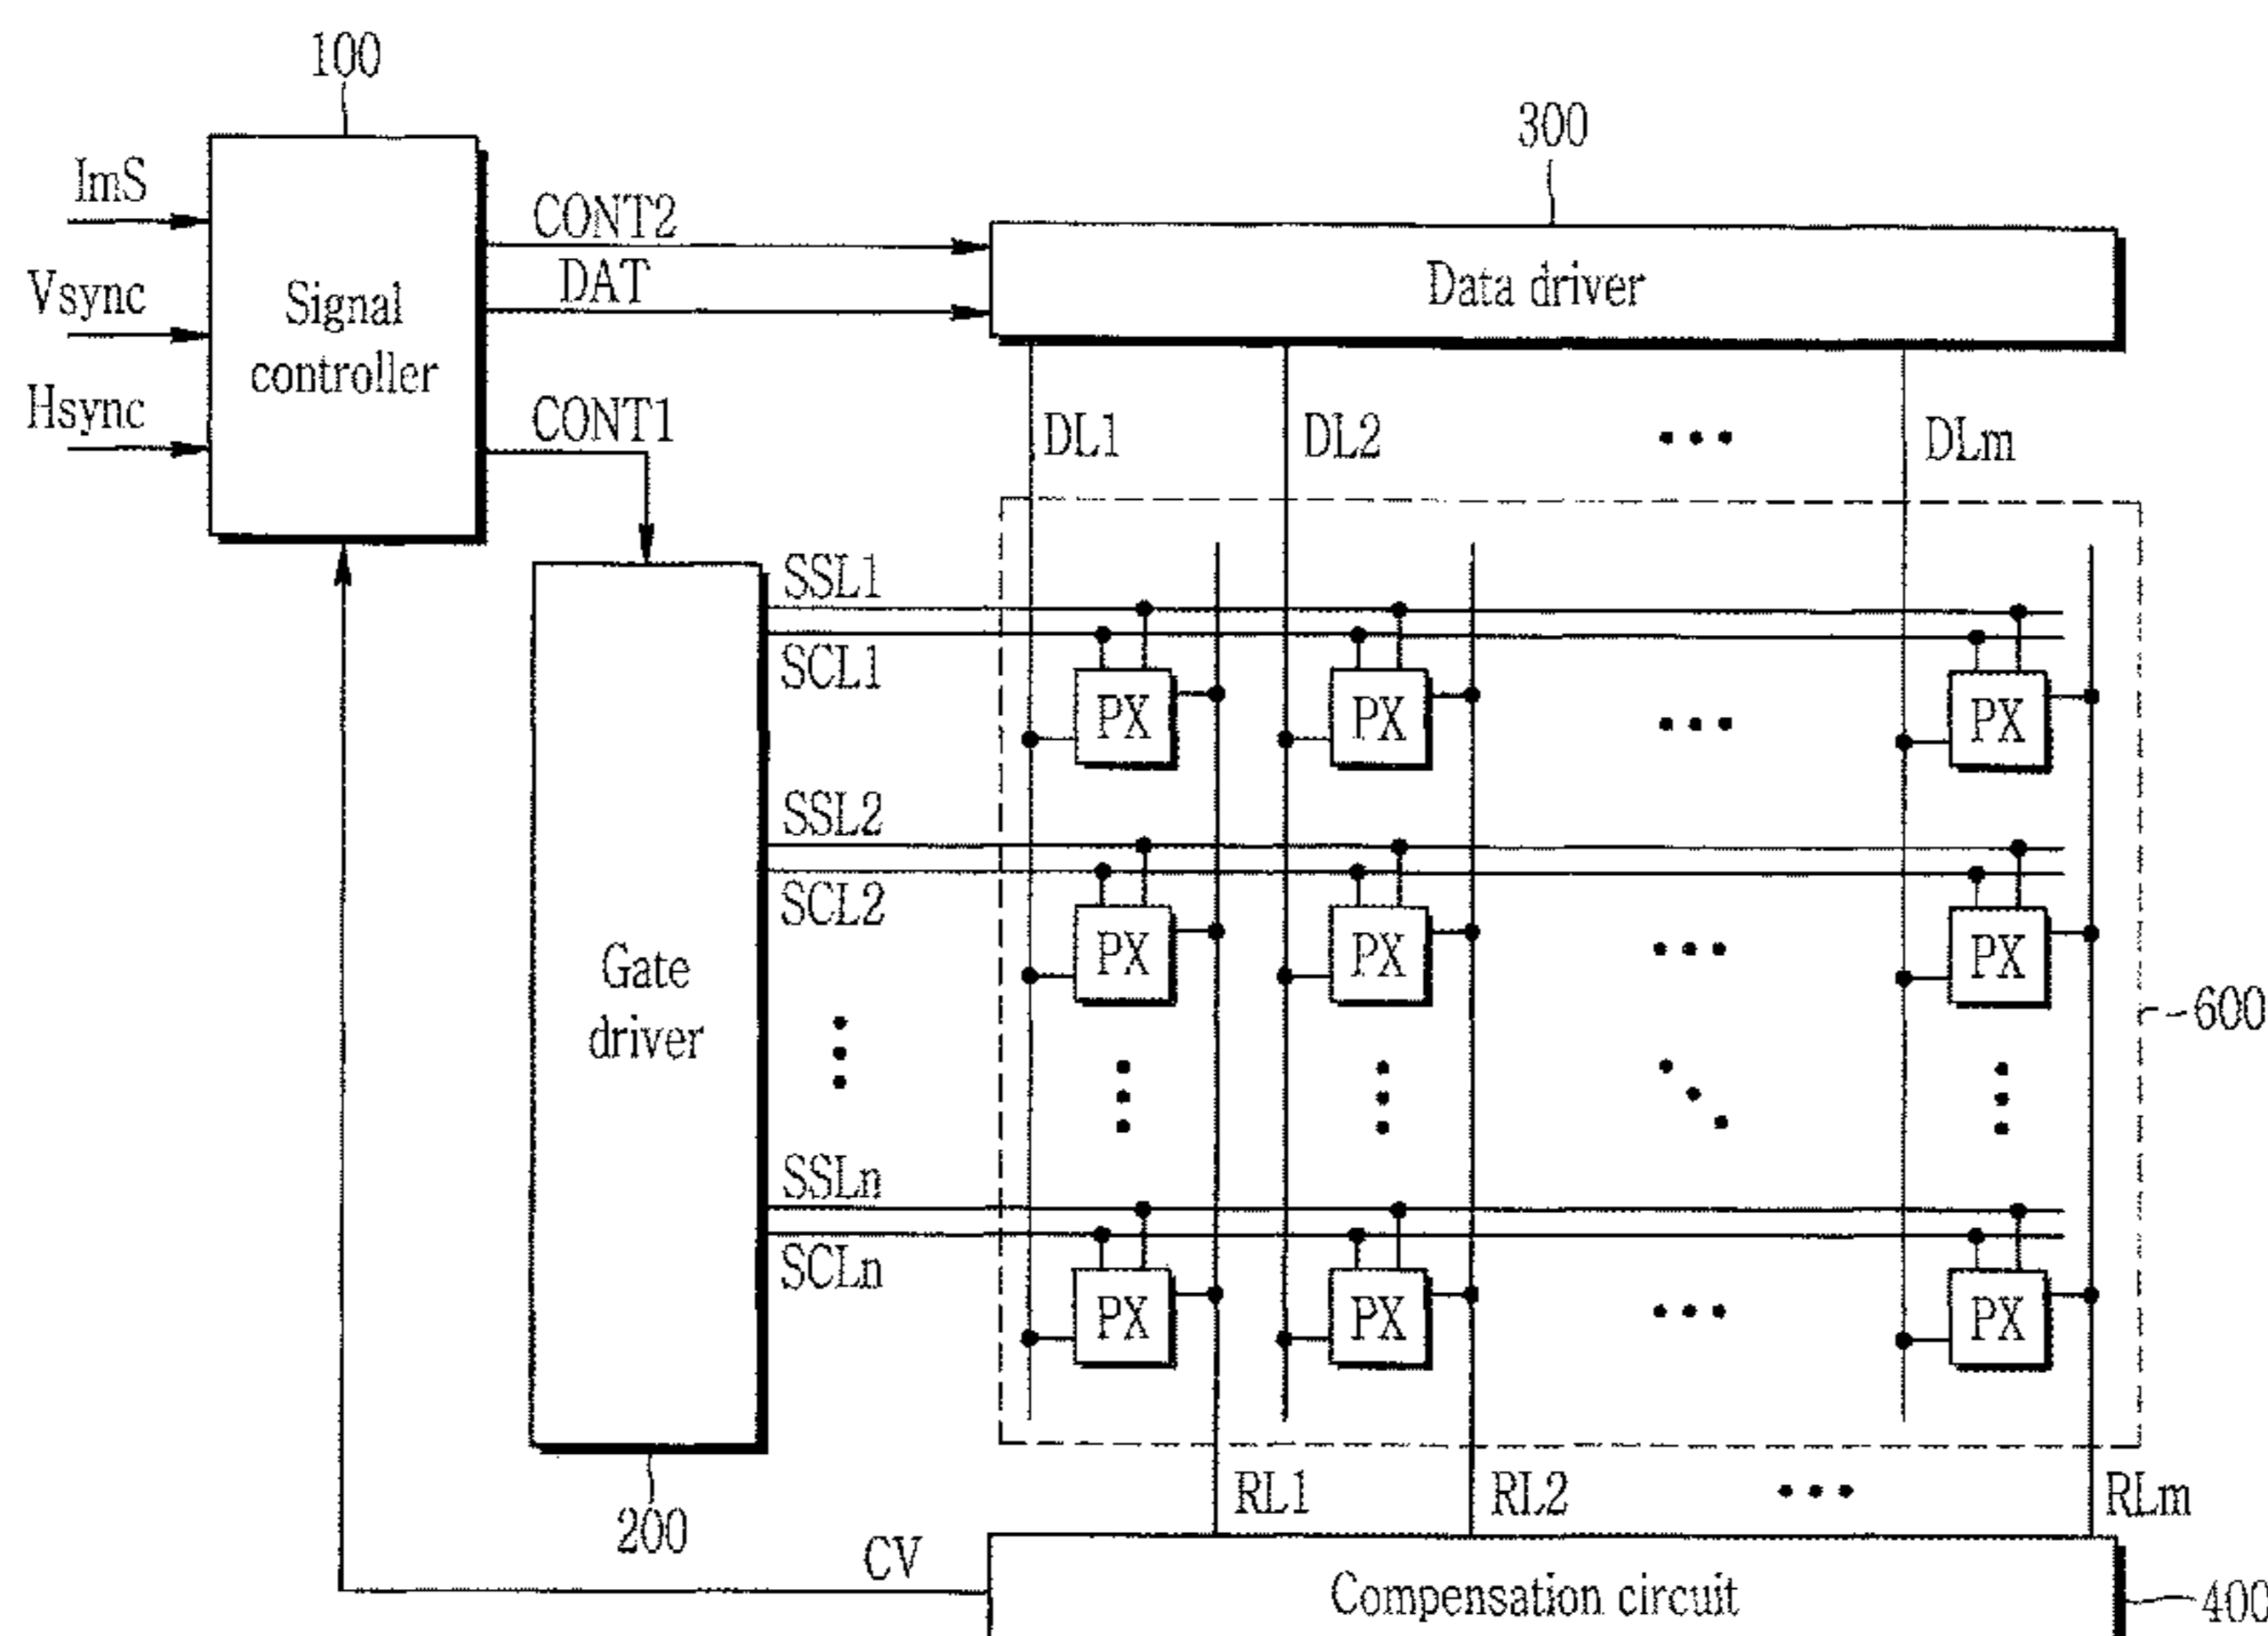 100
300
ImS
CONT2
Vsync
DAT
Data driver
Signal
controller
Hsync
CONT1
DL1
DL2
DLm
SSL1
SCL1
PX
PX
PX
SSL2
SCL2
PX
PX
PX
Gate
driver
600
SSLn
SCLn
PX
PX
PX
RL1
RL2
RLm
200
CV
Compensation circuit
400